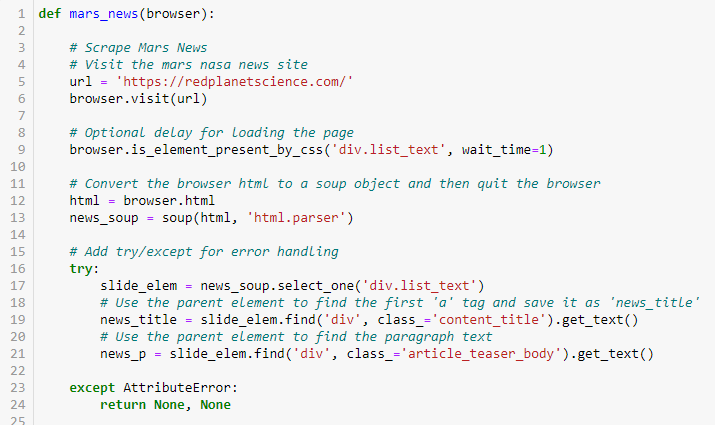 1 def mars_news(browser):
2
3     # Scrape Mars News
4     # Visit the mars nasa news site
5     url = 'https://redplanetscience.com/'
6     browser.visit(url)
7
8     # Optional delay for loading the page
9     browser.is_element_present_by_css('div.list_text', wait_time=1)
10
11     # Convert the browser html to a soup object and then quit the browser
12     html = browser.html
13     news_soup = soup(html, 'html.parser')
14
15     # Add try/except for error handling
16     try:
17         slide_elem = news_soup.select_one('div.list_text')
18         # Use the parent element to find the first 'a' tag and save it as 'news_title'
19         news_title = slide_elem.find('div', class_='content_title').get_text()
20         # Use the parent element to find the paragraph text
21         news_p = slide_elem.find('div', class_='article_teaser_body').get_text()
22
23     except AttributeError:
24         return None, None
25